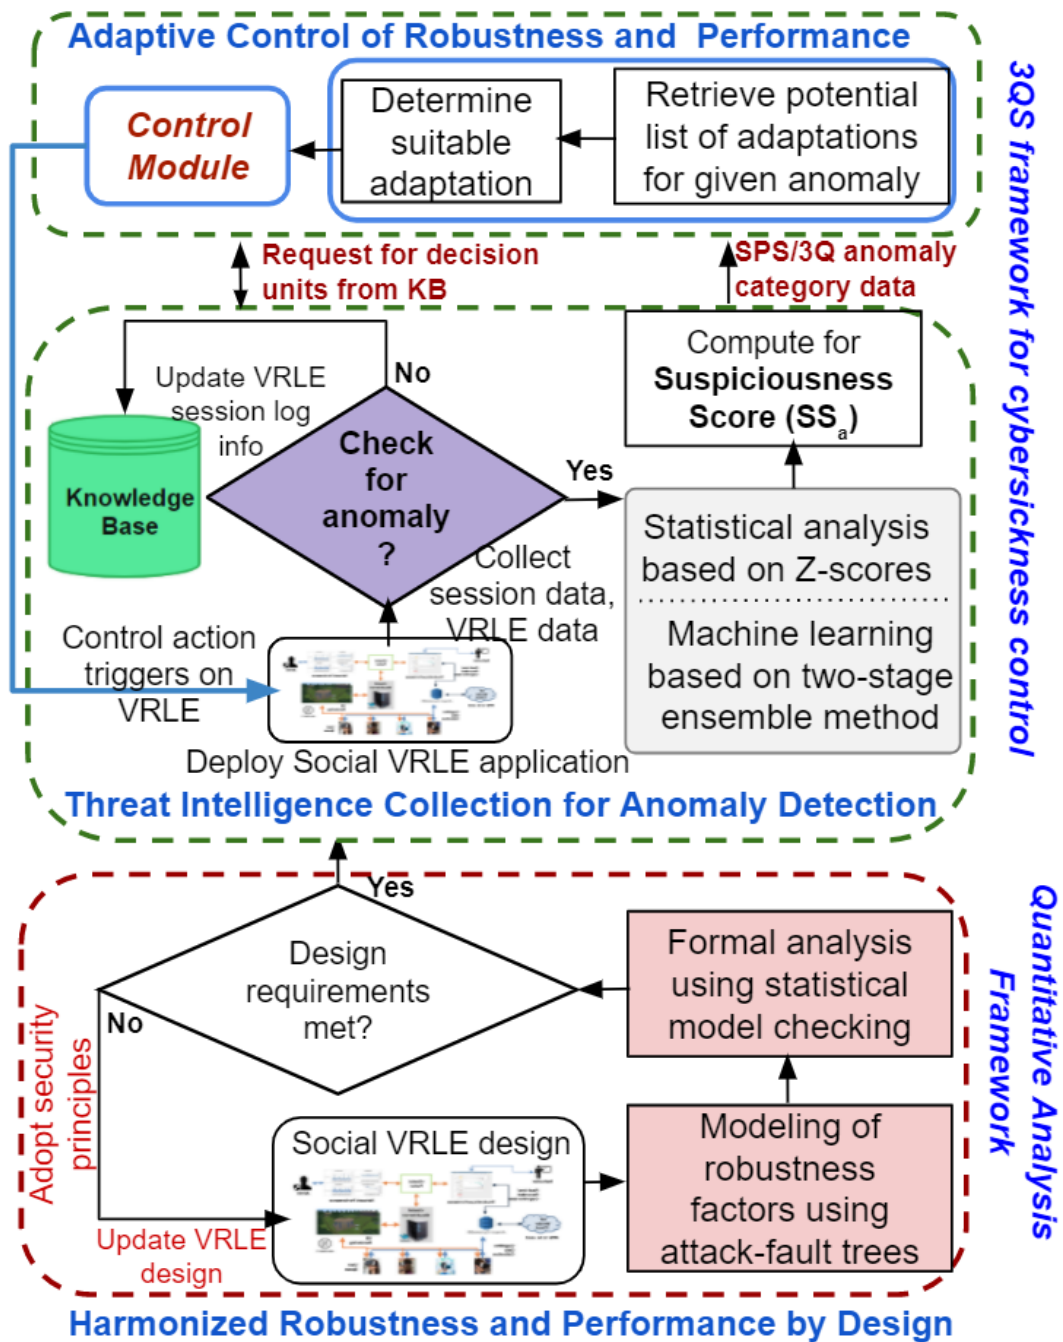 Adaptive Control of Robustness and Performance
Control
Module
Determine
suitable
adaptation
Retrieve potential
list of adaptations
for given anomaly
3QS framework for cybersickness control
Request for decision
units from KB
SPS/3Q anomaly
category data
No
Update VRLE
session log
info
Knowledge
Base
Check
for
anomaly
?
Yes
Compute for
Suspiciousness
Score (SSa)
Statistical analysis
based on Z-scores
Machine learning
based on two-stage
ensemble method
Collect
session data,
VRLE data
Control action
triggers on
VRLE
Deploy Social VRLE application
Threat Intelligence Collection for Anomaly Detection
Yes
Design
requirements
met?
No
Adopt security
principles
Formal analysis
using statistical
model checking
Quantitative Analysis
Framework
Social VRLE design
Modeling of
robustness
factors using
attack-fault trees
Update VRLE
design
Harmonized Robustness and Performance by Design